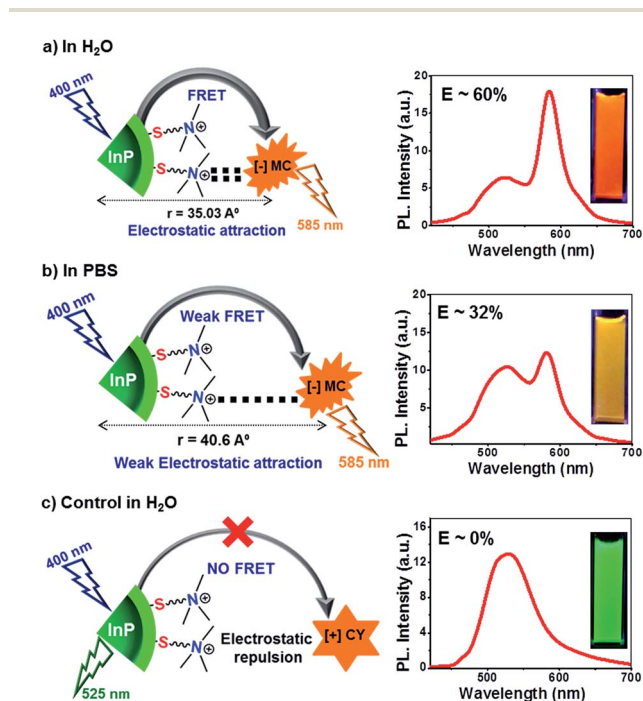 a) In H₂O
400 nm
FRET
InP
S
N
⊕
S
N
⊕
[-] MC
r = 35.03 Aº
Electrostatic attraction
585 nm
PL. Intensity (a.u.)
20
15
10
5
0
E ~ 60%
500
600
700
Wavelength (nm)
b) In PBS
400 nm
Weak FRET
InP
S
N
⊕
S
N
⊕
[-] MC
r = 40.6 Aº
Weak Electrostatic attraction
585 nm
PL. Intensity (a.u.)
20
15
10
5
E ~ 32%
500
600
700
Wavelength (nm)
c) Control in H₂O
400 nm
NO FRET
InP
S
N
⊕
S
N
⊕
Electrostatic
repulsion
[+] CY
525 nm
PL. Intensity (a.u.)
16
12
8
4
0
E ~ 0%
500
600
700
Wavelength (nm)